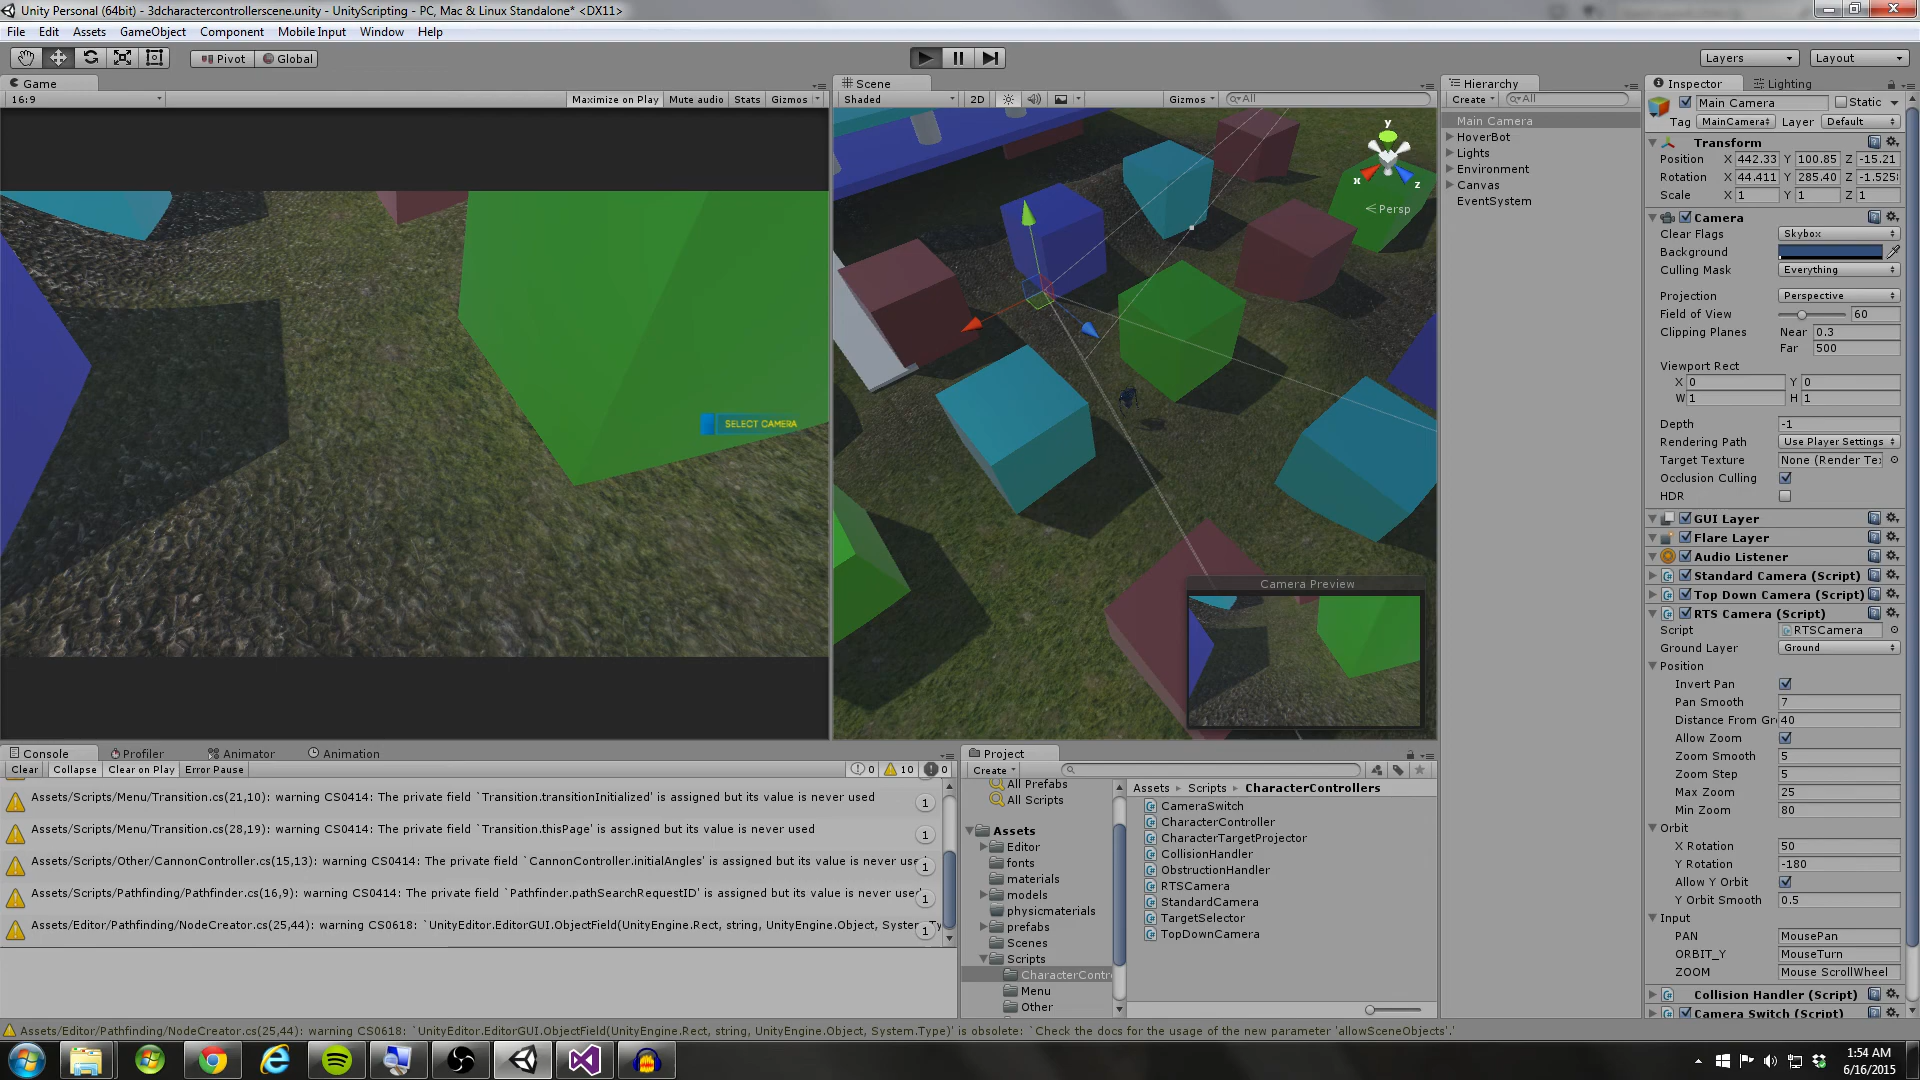 Unity Personal (64bit) - 3dcharactercontrollerscene.unity - UnityScripting - PC, Mac & Linux Standalone* <DX11>
File Edit Assets GameObject Component Mobile Input Window Help
Pivot Global
Layers Layout
Game
16:9 Maximize on Play Mute audio Stats Gizmos
SELECT CAMERA
Scene
Shaded 2D Gizmos All
y
x
z
Persp
Camera Preview
Hierarchy
Create All
Main Camera
HoverBot
Lights
Environment
Canvas
EventSystem
Inspector Lighting
Main Camera Static
Tag MainCamera Layer Default
Transform
Position X 442.33 Y 100.85 Z -15.21
Rotation X 44.411 Y 285.40 Z -1.525
Scale X 1 Y 1 Z 1
Camera
Clear Flags Skybox
Background
Culling Mask Everything
Projection Perspective
Field of View 60
Clipping Planes Near 0.3
Far 500
Viewport Rect
X 0 Y 0
W 1 H 1
Depth -1
Rendering Path Use Player Settings
Target Texture None (Render Te
Occlusion Culling
HDR
GUI Layer
Flare Layer
Audio Listener
Standard Camera (Script)
Top Down Camera (Script)
RTS Camera (Script)
Script RTSCamera
Ground Layer Ground
Position
Invert Pan
Pan Smooth 7
Distance From Gr 40
Allow Zoom
Zoom Smooth 5
Zoom Step 5
Max Zoom 25
Min Zoom 80
Orbit
X Rotation 50
Y Rotation -180
Allow Y Orbit
Y Orbit Smooth 0.5
Input
PAN MousePan
ORBIT_Y MouseTurn
ZOOM Mouse ScrollWheel
Collision Handler (Script)
Camera Switch (Script)
Console Profiler Animator Animation
Clear Collapse Clear on Play Error Pause 0 10 0
Assets/Scripts/Menu/Transition.cs(21,10): warning CS0414: The private field `Transition.transitionInitialized' is assigned but its value is never used 1
Assets/Scripts/Menu/Transition.cs(28,19): warning CS0414: The private field `Transition.thisPage' is assigned but its value is never used 1
Assets/Scripts/Other/CannonController.cs(15,13): warning CS0414: The private field `CannonController.initialAngles' is assigned but its value is never use 1
Assets/Scripts/Pathfinding/Pathfinder.cs(16,9): warning CS0414: The private field `Pathfinder.pathSearchRequestID' is assigned but its value is never used' 1
Assets/Editor/Pathfinding/NodeCreator.cs(25,44): warning CS0618: `UnityEditor.EditorGUI.ObjectField(UnityEngine.Rect, string, UnityEngine.Object, System.Ty 1
Project
Create
All Prefabs
All Scripts
Assets
Editor
fonts
materials
models
physicmaterials
prefabs
Scenes
Scripts
CharacterContr
Menu
Other
Assets Scripts CharacterControllers
CameraSwitch
CharacterController
CharacterTargetProjector
CollisionHandler
ObstructionHandler
RTSCamera
StandardCamera
TargetSelector
TopDownCamera
Assets/Editor/Pathfinding/NodeCreator.cs(25,44): warning CS0618: `UnityEditor.EditorGUI.ObjectField(UnityEngine.Rect, string, UnityEngine.Object, System.Type)' is obsolete: `Check the docs for the usage of the new parameter 'allowSceneObjects'.'
1:54 AM
6/16/2015